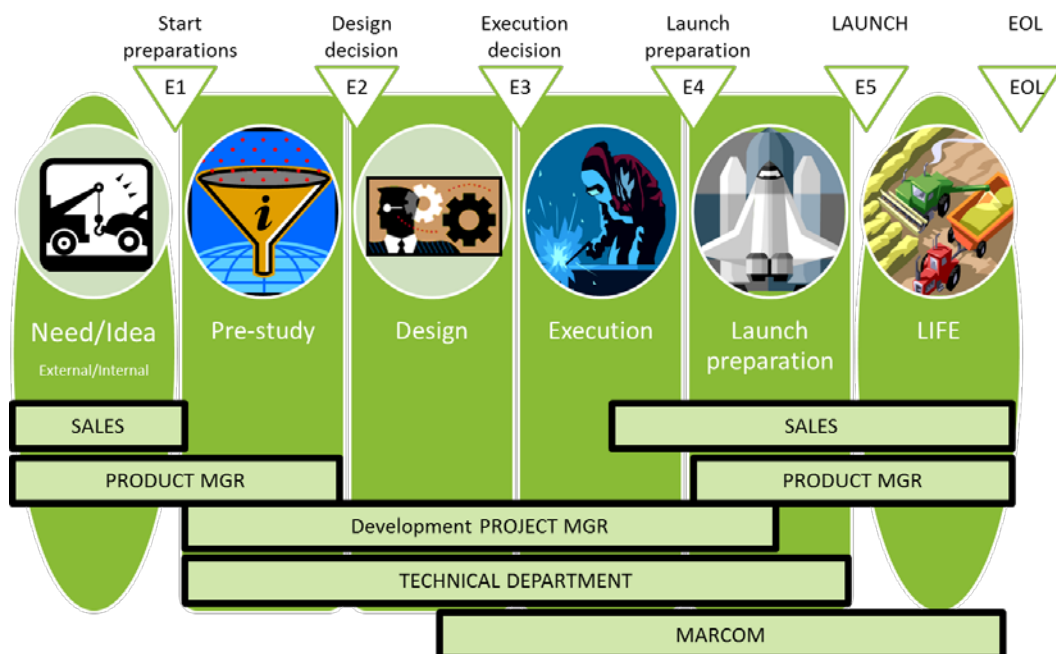 Start
preparations
Design
decision
Execution
decision
Launch
preparation
LAUNCH
EOL
E1
E2
E3
E4
E5
EOL
i
Need/Idea
External/Internal
Pre-study
Design
Execution
Launch
preparation
LIFE
SALES
SALES
PRODUCT MGR
PRODUCT MGR
Development PROJECT MGR
TECHNICAL DEPARTMENT
MARCOM